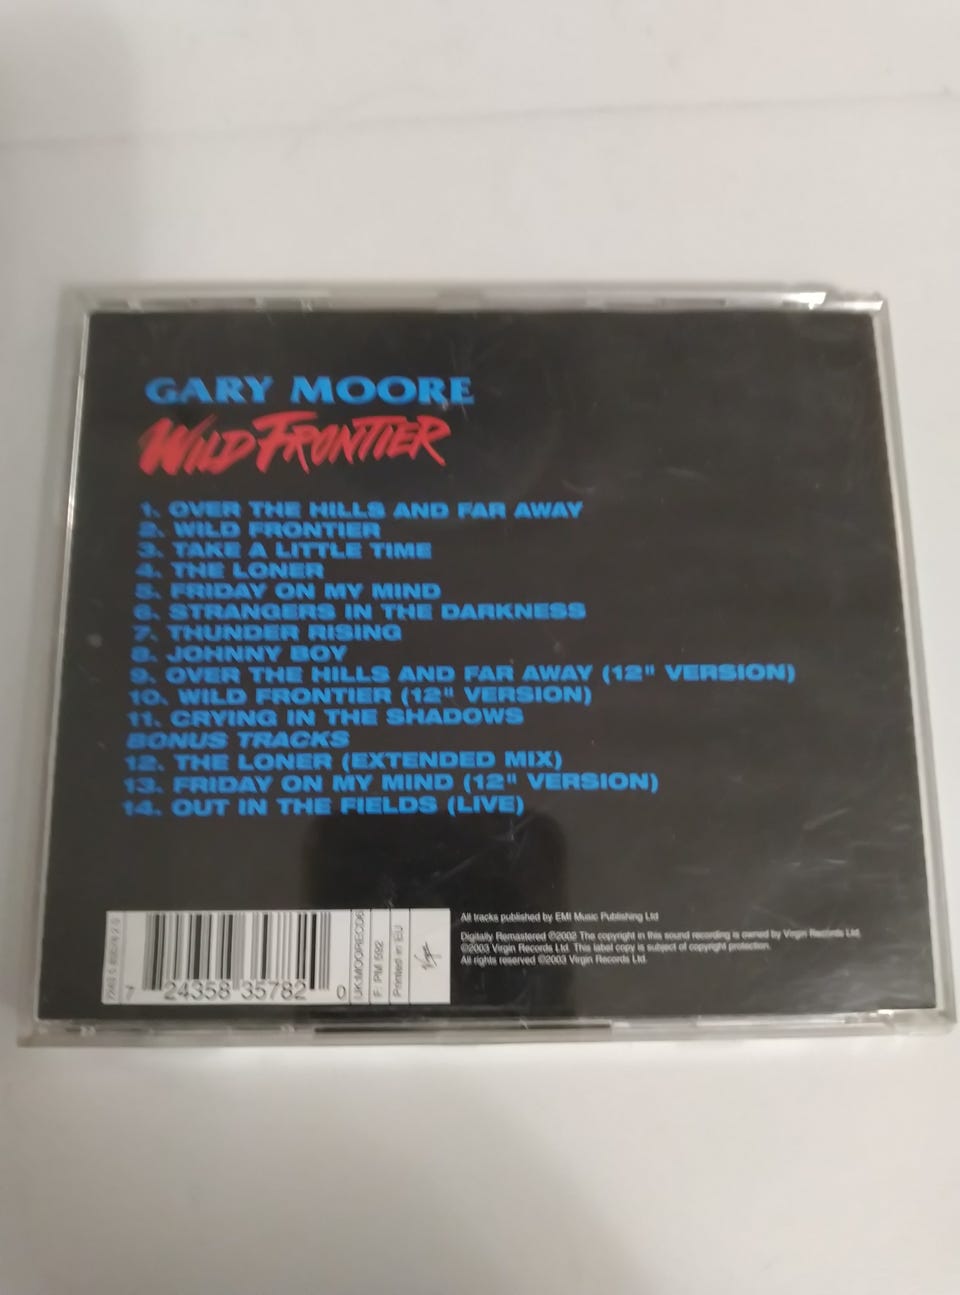 GARY MOORE
WILD FRONTIER
1. OVER THE HILLS AND FAR AWAY
2. WILD FRONTIER
3. TAKE A LITTLE TIME
4. THE LONER
5. FRIDAY ON MY MIND
6. STRANGERS IN THE DARKNESS
7. THUNDER RISING
8. JOHNNY BOY
9. OVER THE HILLS AND FAR AWAY (12" VERSION)
10. WILD FRONTIER (12" VERSION)
11. CRYING IN THE SHADOWS
BONUS TRACKS
12. THE LONER (EXTENDED MIX)
13. FRIDAY ON MY MIND (12" VERSION)
14. OUT IN THE FIELDS (LIVE)
7 24358 35782 0
UK:MOORECD6
F: PM 592
Printed in EU
Virgin
All tracks published by EMI Music Publishing Ltd
Digitally Remastered ℗2002 The copyright in this sound recording is owned by Virgin Records Ltd.
©2003 Virgin Records Ltd. This label copy is subject of copyright protection.
All rights reserved ©2003 Virgin Records Ltd.